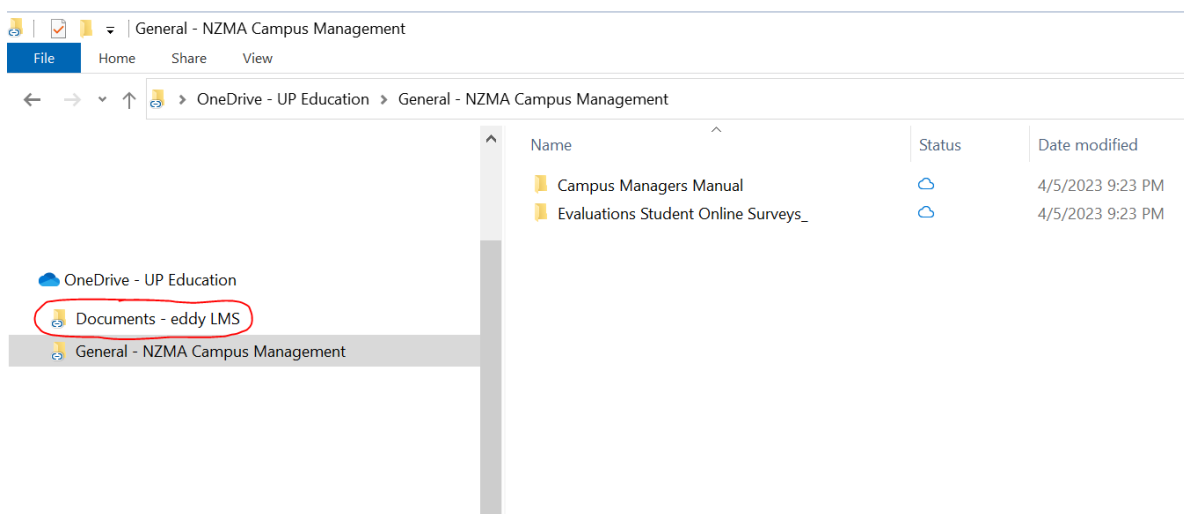 General - NZMA Campus Management
File Home Share View
OneDrive - UP Education General - NZMA Campus Management
Name Status Date modified
Campus Managers Manual 4/5/2023 9:23 PM
Evaluations Student Online Surveys_ 4/5/2023 9:23 PM
OneDrive - UP Education
Documents - eddy LMS
General - NZMA Campus Management